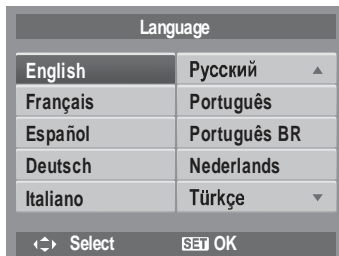 Language
English Русский
Français Português
Español Português BR
Deutsch Nederlands
Italiano Türkçe
Select SET OK